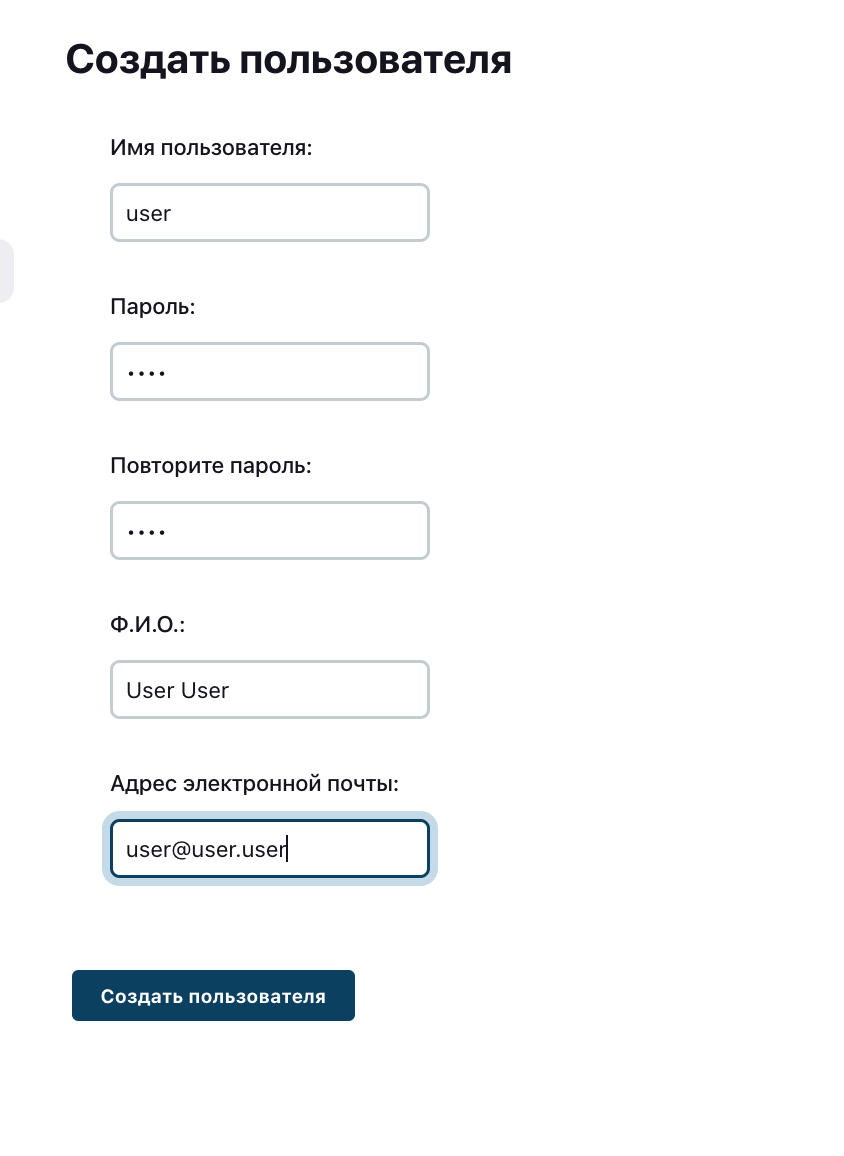 Создать пользователя
Имя пользователя:
user
Пароль:
••••
Повторите пароль:
••••
Ф.И.О.:
User User
Адрес электронной почты:
user@user.user
Создать пользователя